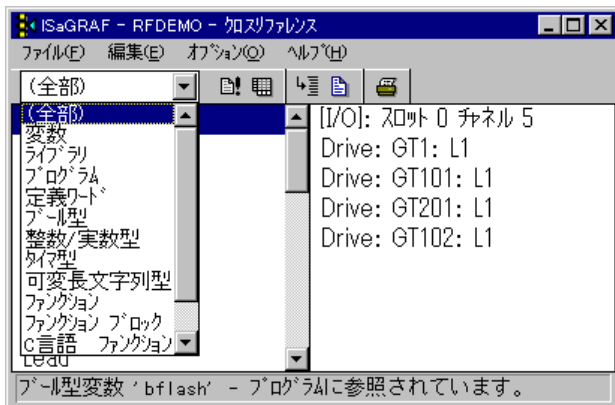 ISaGRAF - RFDEMO - ｸﾛｽﾘﾌｧﾚﾝｽ
ﾌｧｲﾙ(F) 編集(E) ｵﾌﾟｼｮﾝ(O) ﾍﾙﾌﾟ(H)
(全部)
(全部)
変数
ﾗｲﾌﾞﾗﾘ
ﾌﾟﾛｸﾞﾗﾑ
定義ﾜｰﾄﾞ
ﾌﾞｰﾙ型
整数/実数型
ﾀｲﾏ型
可変長文字列型
ﾌｧﾝｸｼｮﾝ
ﾌｧﾝｸｼｮﾝ ﾌﾞﾛｯｸ
C言語 ﾌｧﾝｸｼｮﾝ
Lead
[I/O]: ｽﾛｯﾄ 0 ﾁｬﾈﾙ 5
Drive: GT1: L1
Drive: GT101: L1
Drive: GT201: L1
Drive: GT102: L1
ﾌﾞｰﾙ型変数 'bflash' - ﾌﾟﾛｸﾞﾗﾑに参照されています。